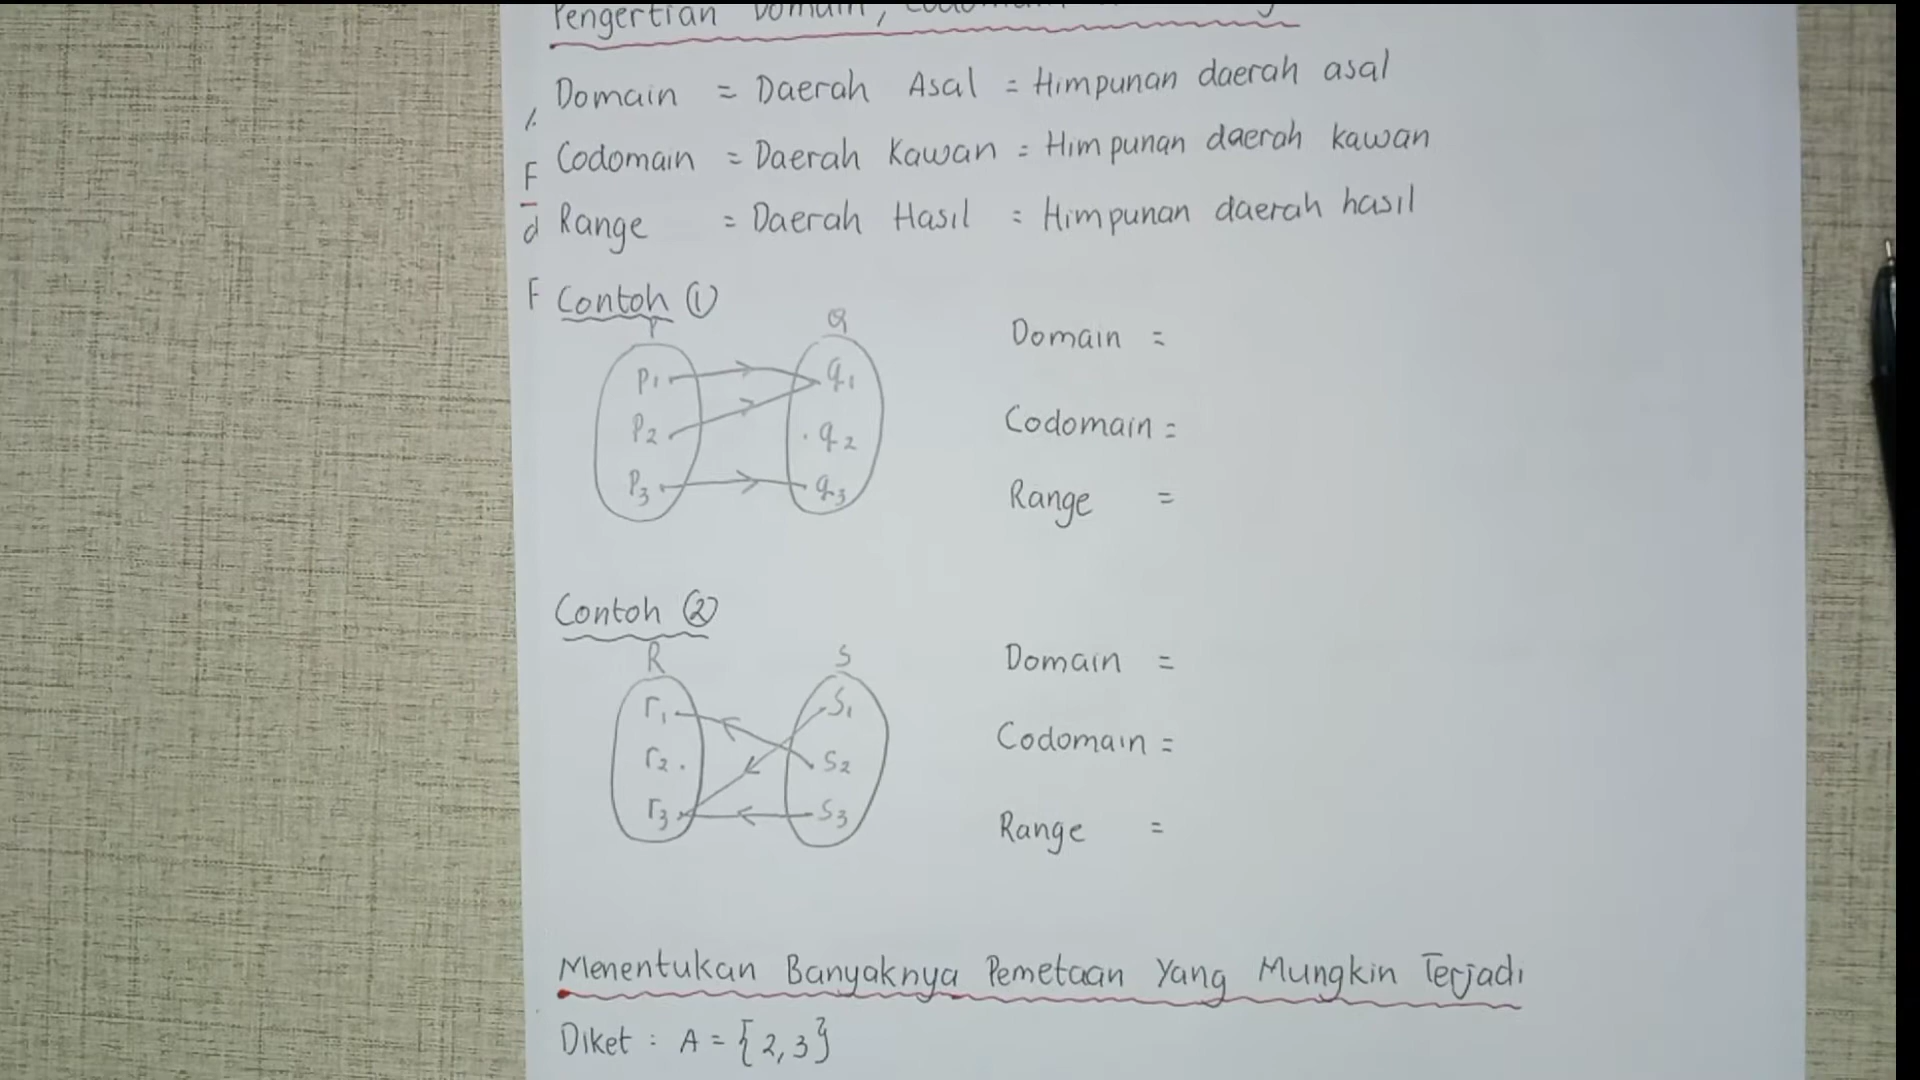 Pengertian Domain,
Domain = Daerah Asal = Himpunan daerah asal
Codomain = Daerah Kawan = Himpunan daerah kawan
F
Range = Daerah Hasil = Himpunan daerah hasil
d
F
Contoh ①
P Q
p₁ q₁
p₂ q₂
p₃ q₃
Domain =
Codomain =
Range =
Contoh ②
R S
r₁ s₁
r₂ s₂
r₃ s₃
Domain =
Codomain =
Range =
Menentukan Banyaknya Pemetaan Yang Mungkin Terjadi
Diket : A = {2,3}